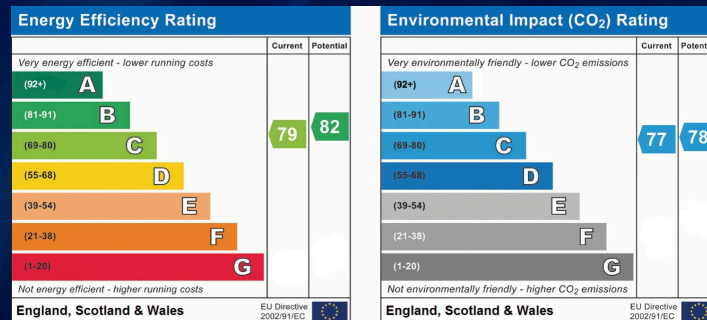 Energy Efficiency Rating
Current Potential
Very energy efficient - lower running costs
(92+) A
(81-91) B
(69-80) C
(55-68) D
(39-54) E
(21-38) F
(1-20) G
79 82
Not energy efficient - higher running costs
England, Scotland & Wales
EU Directive
2002/91/EC
Environmental Impact (CO₂) Rating
Current Potent
Very environmentally friendly - lower CO₂ emissions
(92+) A
(81-91) B
(69-80) C
(55-68) D
(39-54) E
(21-38) F
(1-20) G
77 78
Not environmentally friendly - higher CO₂ emissions
England, Scotland & Wales
EU Directive
2002/91/EC